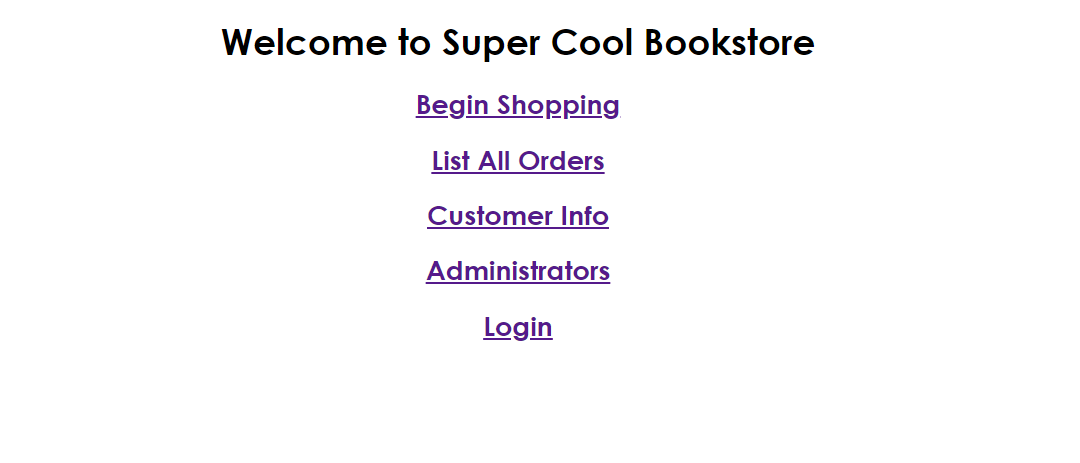 Welcome to Super Cool Bookstore
Begin Shopping
List All Orders
Customer Info
Administrators
Login